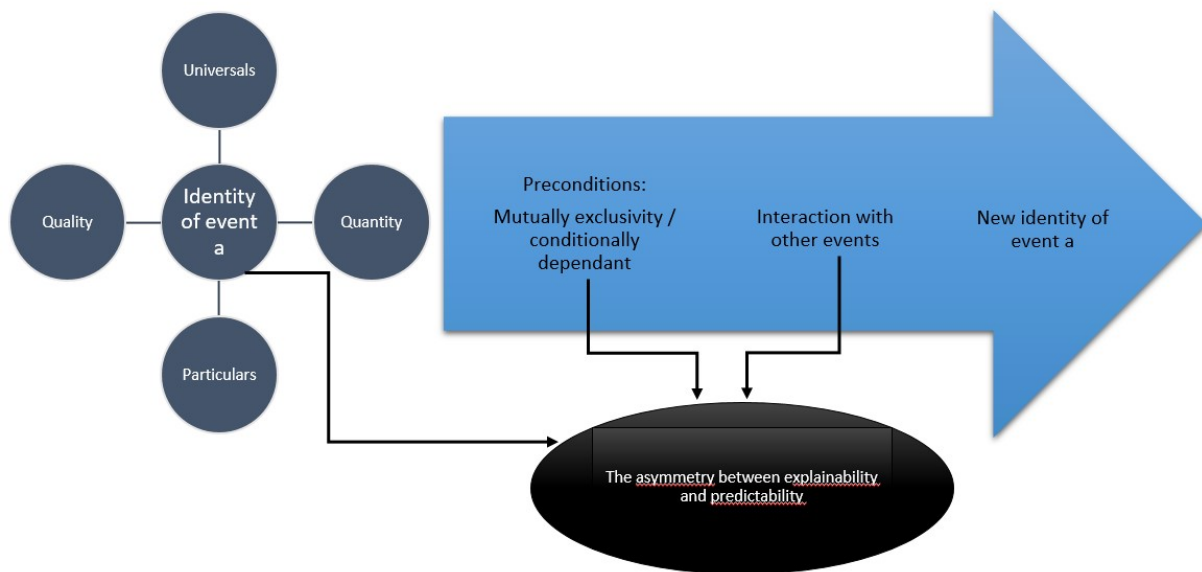 Universals
Quality
Identity
of event
a
Quantity
Particulars
Preconditions:
Mutually exclusivity /
conditionally
dependant
Interaction with
other events
New identity of
event a
The asymmetry between explainability
and predictability